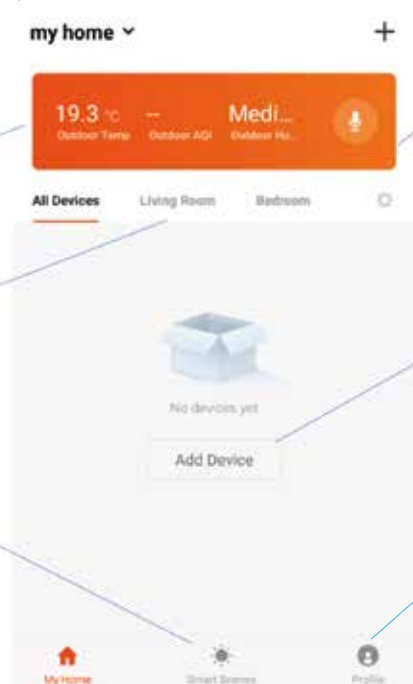 my home
19.3 °C -- Medi...
Outdoor Temp Outdoor AQI Outdoor Hu...
All Devices Living Room Bedroom
No devices yet
Add Device
My Home Smart Scenes Profile